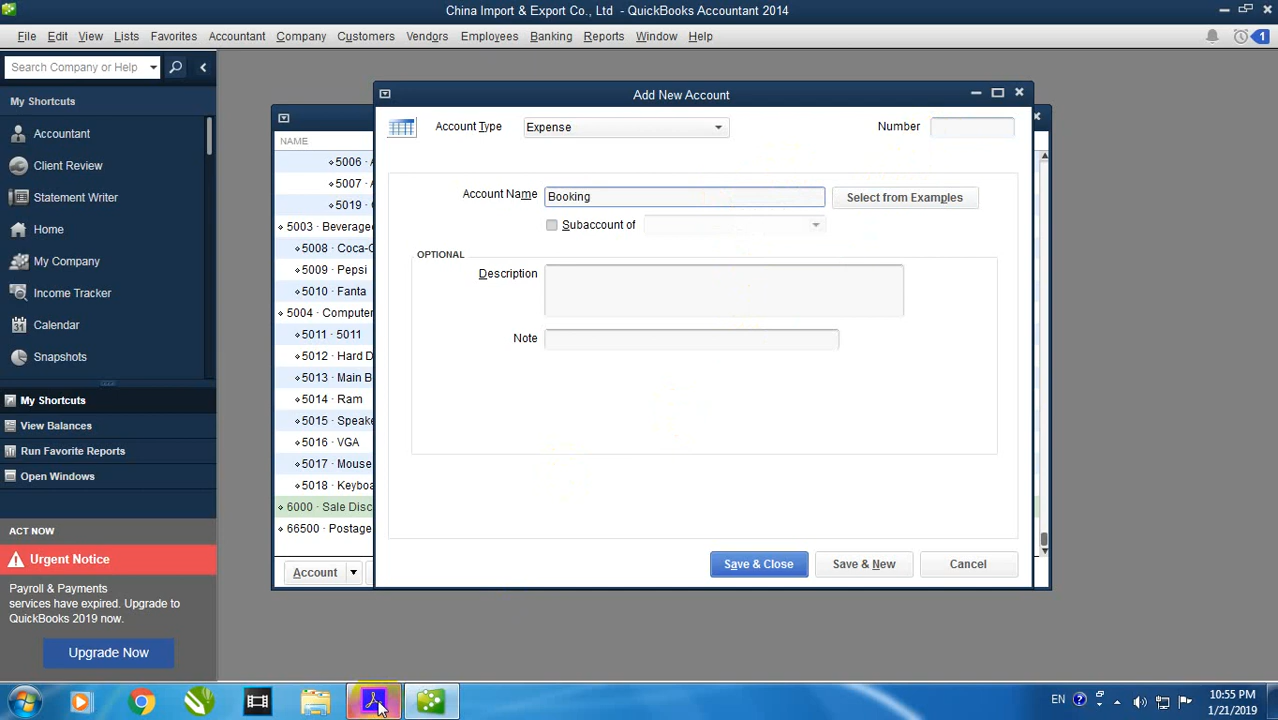 China Import & Export Co., Ltd - QuickBooks Accountant 2014
File Edit View Lists Favorites Accountant Company Customers Vendors Employees Banking Reports Window Help 1
Search Company or Help
My Shortcuts
Accountant
Client Review
Statement Writer
Home
My Company
Income Tracker
Calendar
Snapshots
My Shortcuts
View Balances
Run Favorite Reports
Open Windows
ACT NOW
Urgent Notice
Payroll & Payments
services have expired. Upgrade to
QuickBooks 2019 now.
Upgrade Now
NAME
5006 ·
5007 ·
5019 ·
5003 · Beverage
5008 · Coca-C
5009 · Pepsi
5010 · Fanta
5004 · Computer
5011 · 5011
5012 · Hard D
5013 · Main B
5014 · Ram
5015 · Speake
5016 · VGA
5017 · Mouse
5018 · Keyboa
6000 · Sale Disc
66500 · Postage
Account
Add New Account
Account Type Expense Number
Account Name Booking Select from Examples
Subaccount of
OPTIONAL
Description
Note
Save & Close Save & New Cancel
EN 10:55 PM
1/21/2019